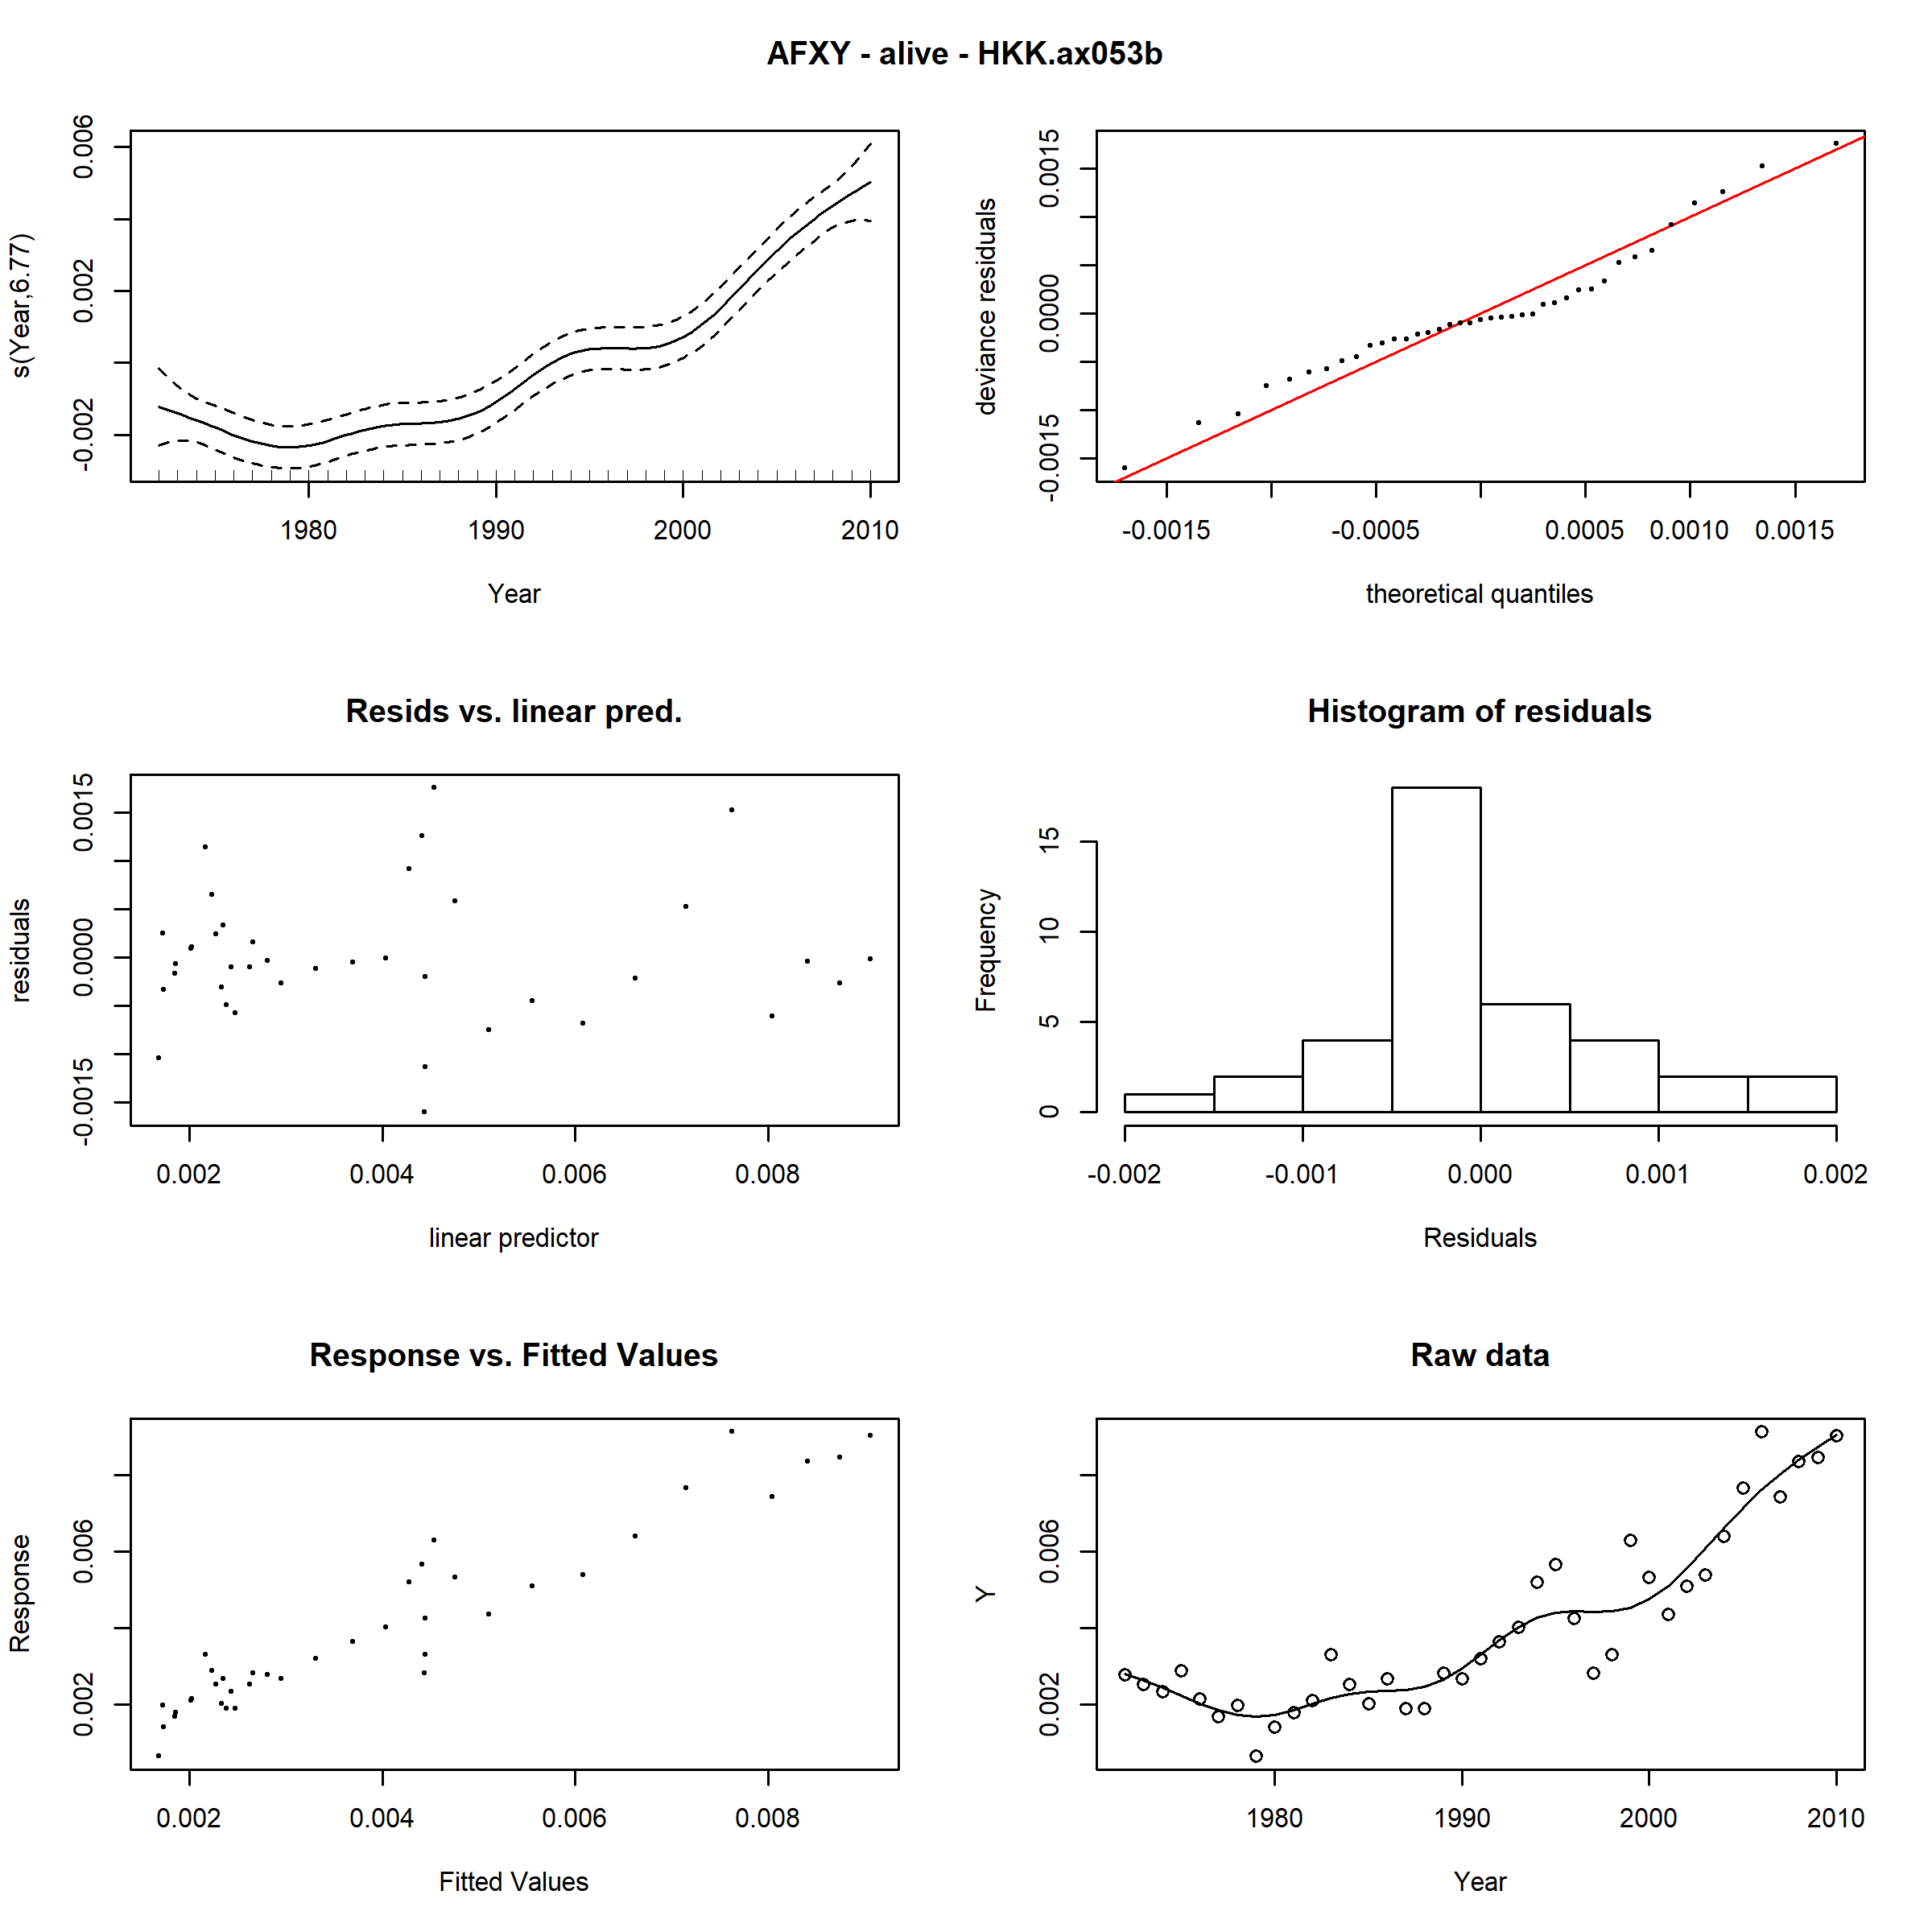 AFXY - alive - HKK.ax053b
s(Year,6.77)
-0.002 0.002 0.006
1980 1990 2000 2010
Year
deviance residuals
-0.0015 0.0000 0.0015
-0.0015 -0.0005 0.0005 0.0010 0.0015
theoretical quantiles
Resids vs. linear pred.
residuals
-0.0015 0.0000 0.0015
0.002 0.004 0.006 0.008
linear predictor
Histogram of residuals
Frequency
0 5 10 15
-0.002 -0.001 0.000 0.001 0.002
Residuals
Response vs. Fitted Values
Response
0.002 0.006
0.002 0.004 0.006 0.008
Fitted Values
Raw data
Y
0.002 0.006
1980 1990 2000 2010
Year